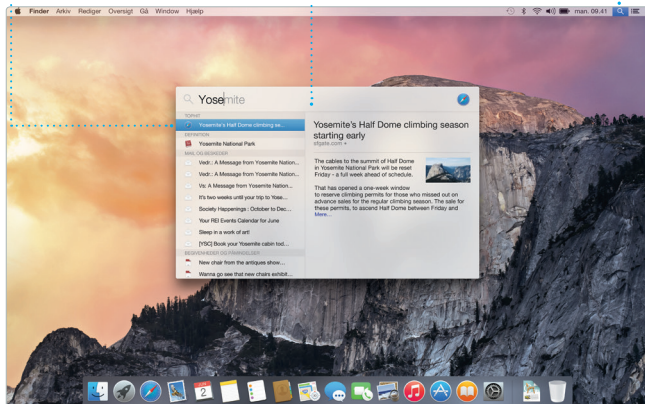 Finder Arkiv Rediger Oversigt Gå Window Hjælp man. 09.41
Yosemite
TOPHIT
Yosemite's Half Dome climbing se...
DEFINITION
Yosemite National Park
MAIL OG BESKEDER
Vedr.: A Message from Yosemite Nation...
Vedr.: A Message from Yosemite Nation...
Vs: A Message from Yosemite Nation...
It's two weeks until your trip to Yose...
Society Happenings : October to Dec:...
Your REI Events Calendar for June
Sleep in a work of art!
[YSC] Book your Yosemite cabin tod...
BEGIVENHEDER OG PÅMINDELSER
New chair from the antiques show...
Wanna go see that new chairs exhibit...
Yosemite's Half Dome climbing season
starting early
sfgate.com
The cables to the summit of Half Dome
in Yosemite National Park will be reset
Friday - a full week ahead of schedule.
That has opened a one-week window
to reserve climbing permits for those who missed out on
advance sales for the regular climbing season. The sale for
these permits, to ascend Half Dome between Friday and
Mere...
2